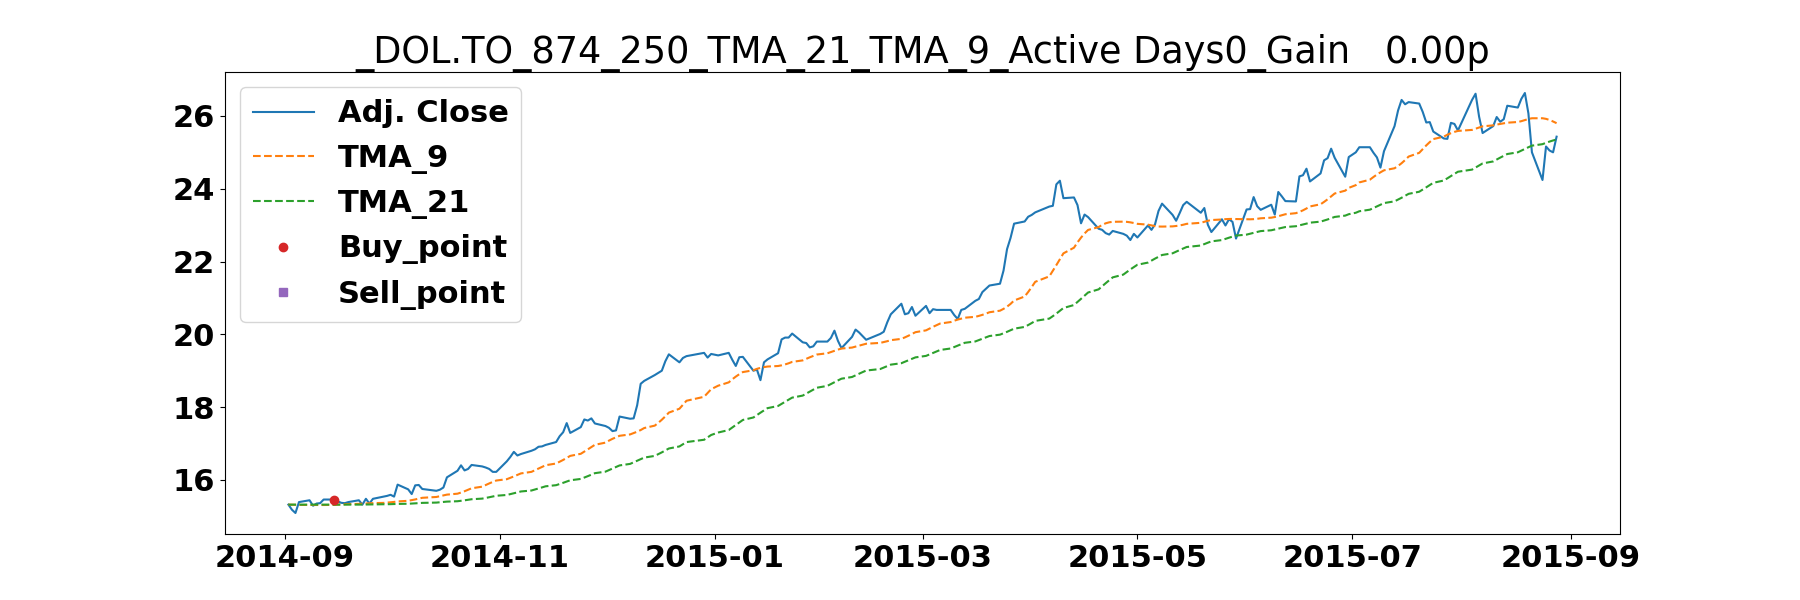 _DOL.TO_874_250_TMA_21_TMA_9_Active Days0_Gain   0.00p
Adj. Close
TMA_9
TMA_21
Buy_point
Sell_point
26
24
22
20
18
16
2014-09 2014-11 2015-01 2015-03 2015-05 2015-07 2015-09